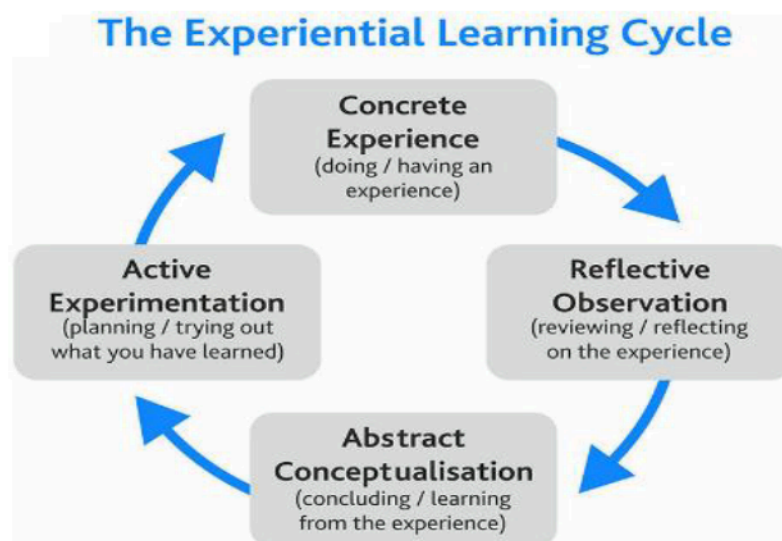 The Experiential Learning Cycle
Concrete
Experience
(doing / having an
experience)
Active
Experimentation
(planning / trying out
what you have learned)
Reflective
Observation
(reviewing / reflecting
on the experience)
Abstract
Conceptualisation
(concluding / learning
from the experience)